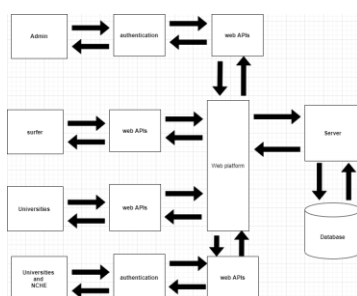 Admin
authentication
web APIs
surfer
web APIs
Web platform
Server
Universities
web APIs
Database
Universities
and
NCHE
authentication
web APIs